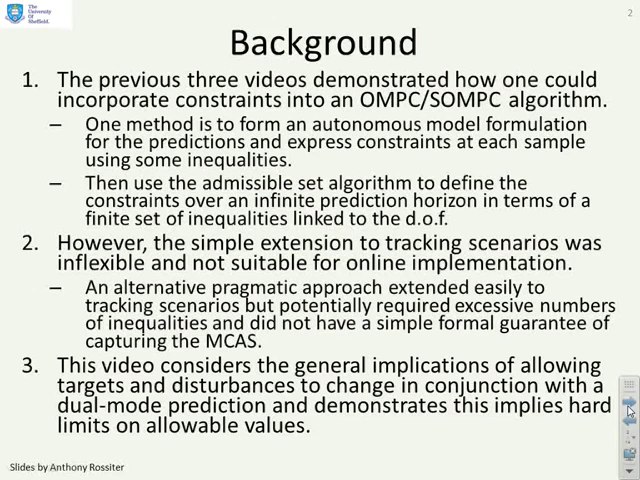 The
University
Of
Sheffield.
2
Background
1. The previous three videos demonstrated how one could
incorporate constraints into an OMPC/SOMPC algorithm.
– One method is to form an autonomous model formulation
for the predictions and express constraints at each sample
using some inequalities.
– Then use the admissible set algorithm to define the
constraints over an infinite prediction horizon in terms of a
finite set of inequalities linked to the d.o.f.
2. However, the simple extension to tracking scenarios was
inflexible and not suitable for online implementation.
– An alternative pragmatic approach extended easily to
tracking scenarios but potentially required excessive numbers
of inequalities and did not have a simple formal guarantee of
capturing the MCAS.
3. This video considers the general implications of allowing
targets and disturbances to change in conjunction with a
dual-mode prediction and demonstrates this implies hard
limits on allowable values.
Slides by Anthony Rossiter